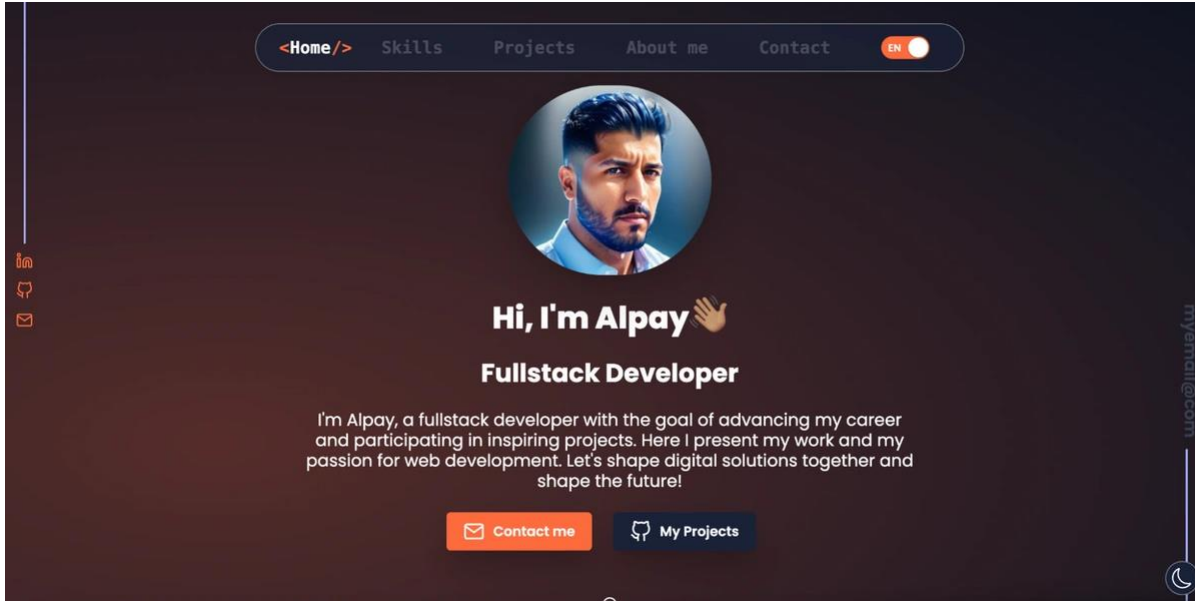 <Home/> Skills Projects About me Contact EN
Hi, I'm Alpay
Fullstack Developer
I'm Alpay, a fullstack developer with the goal of advancing my career
and participating in inspiring projects. Here I present my work and my
passion for web development. Let's shape digital solutions together and
shape the future!
Contact me My Projects
myemail@com